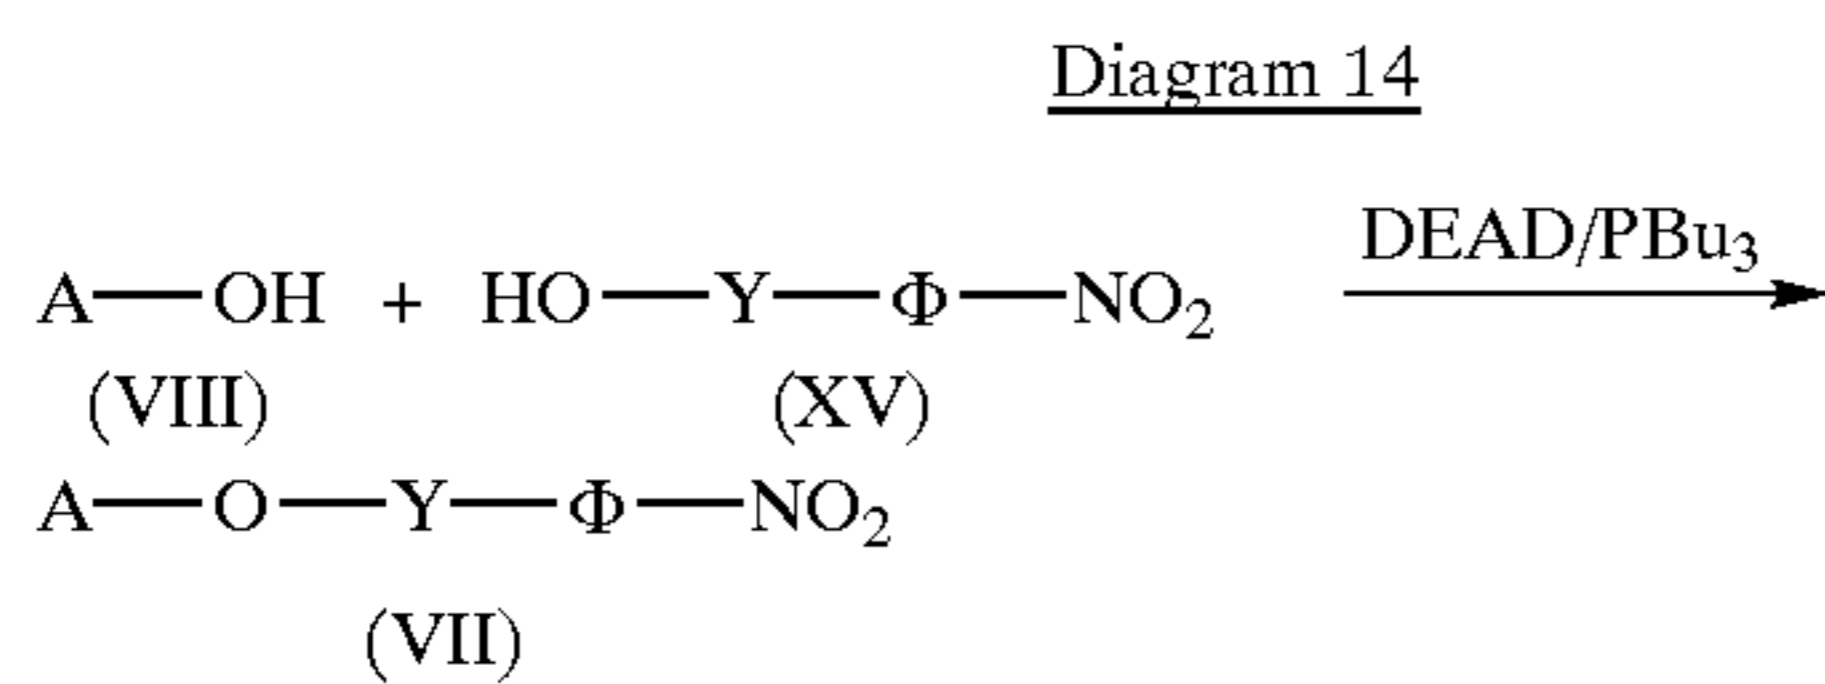 Diagram 14
DEAD/PBu₃
A—OH + HO—Y—Φ—NO₂
(VIII) (XV)
A—O—Y—Φ—NO₂
(VII)